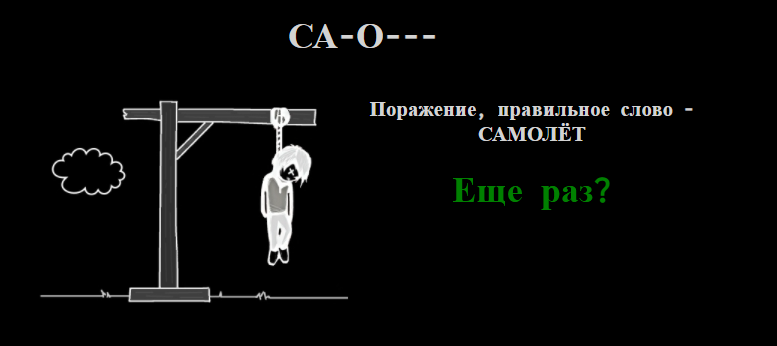 СА-О---
Поражение, правильное слово -
САМОЛЁТ
Еще раз?